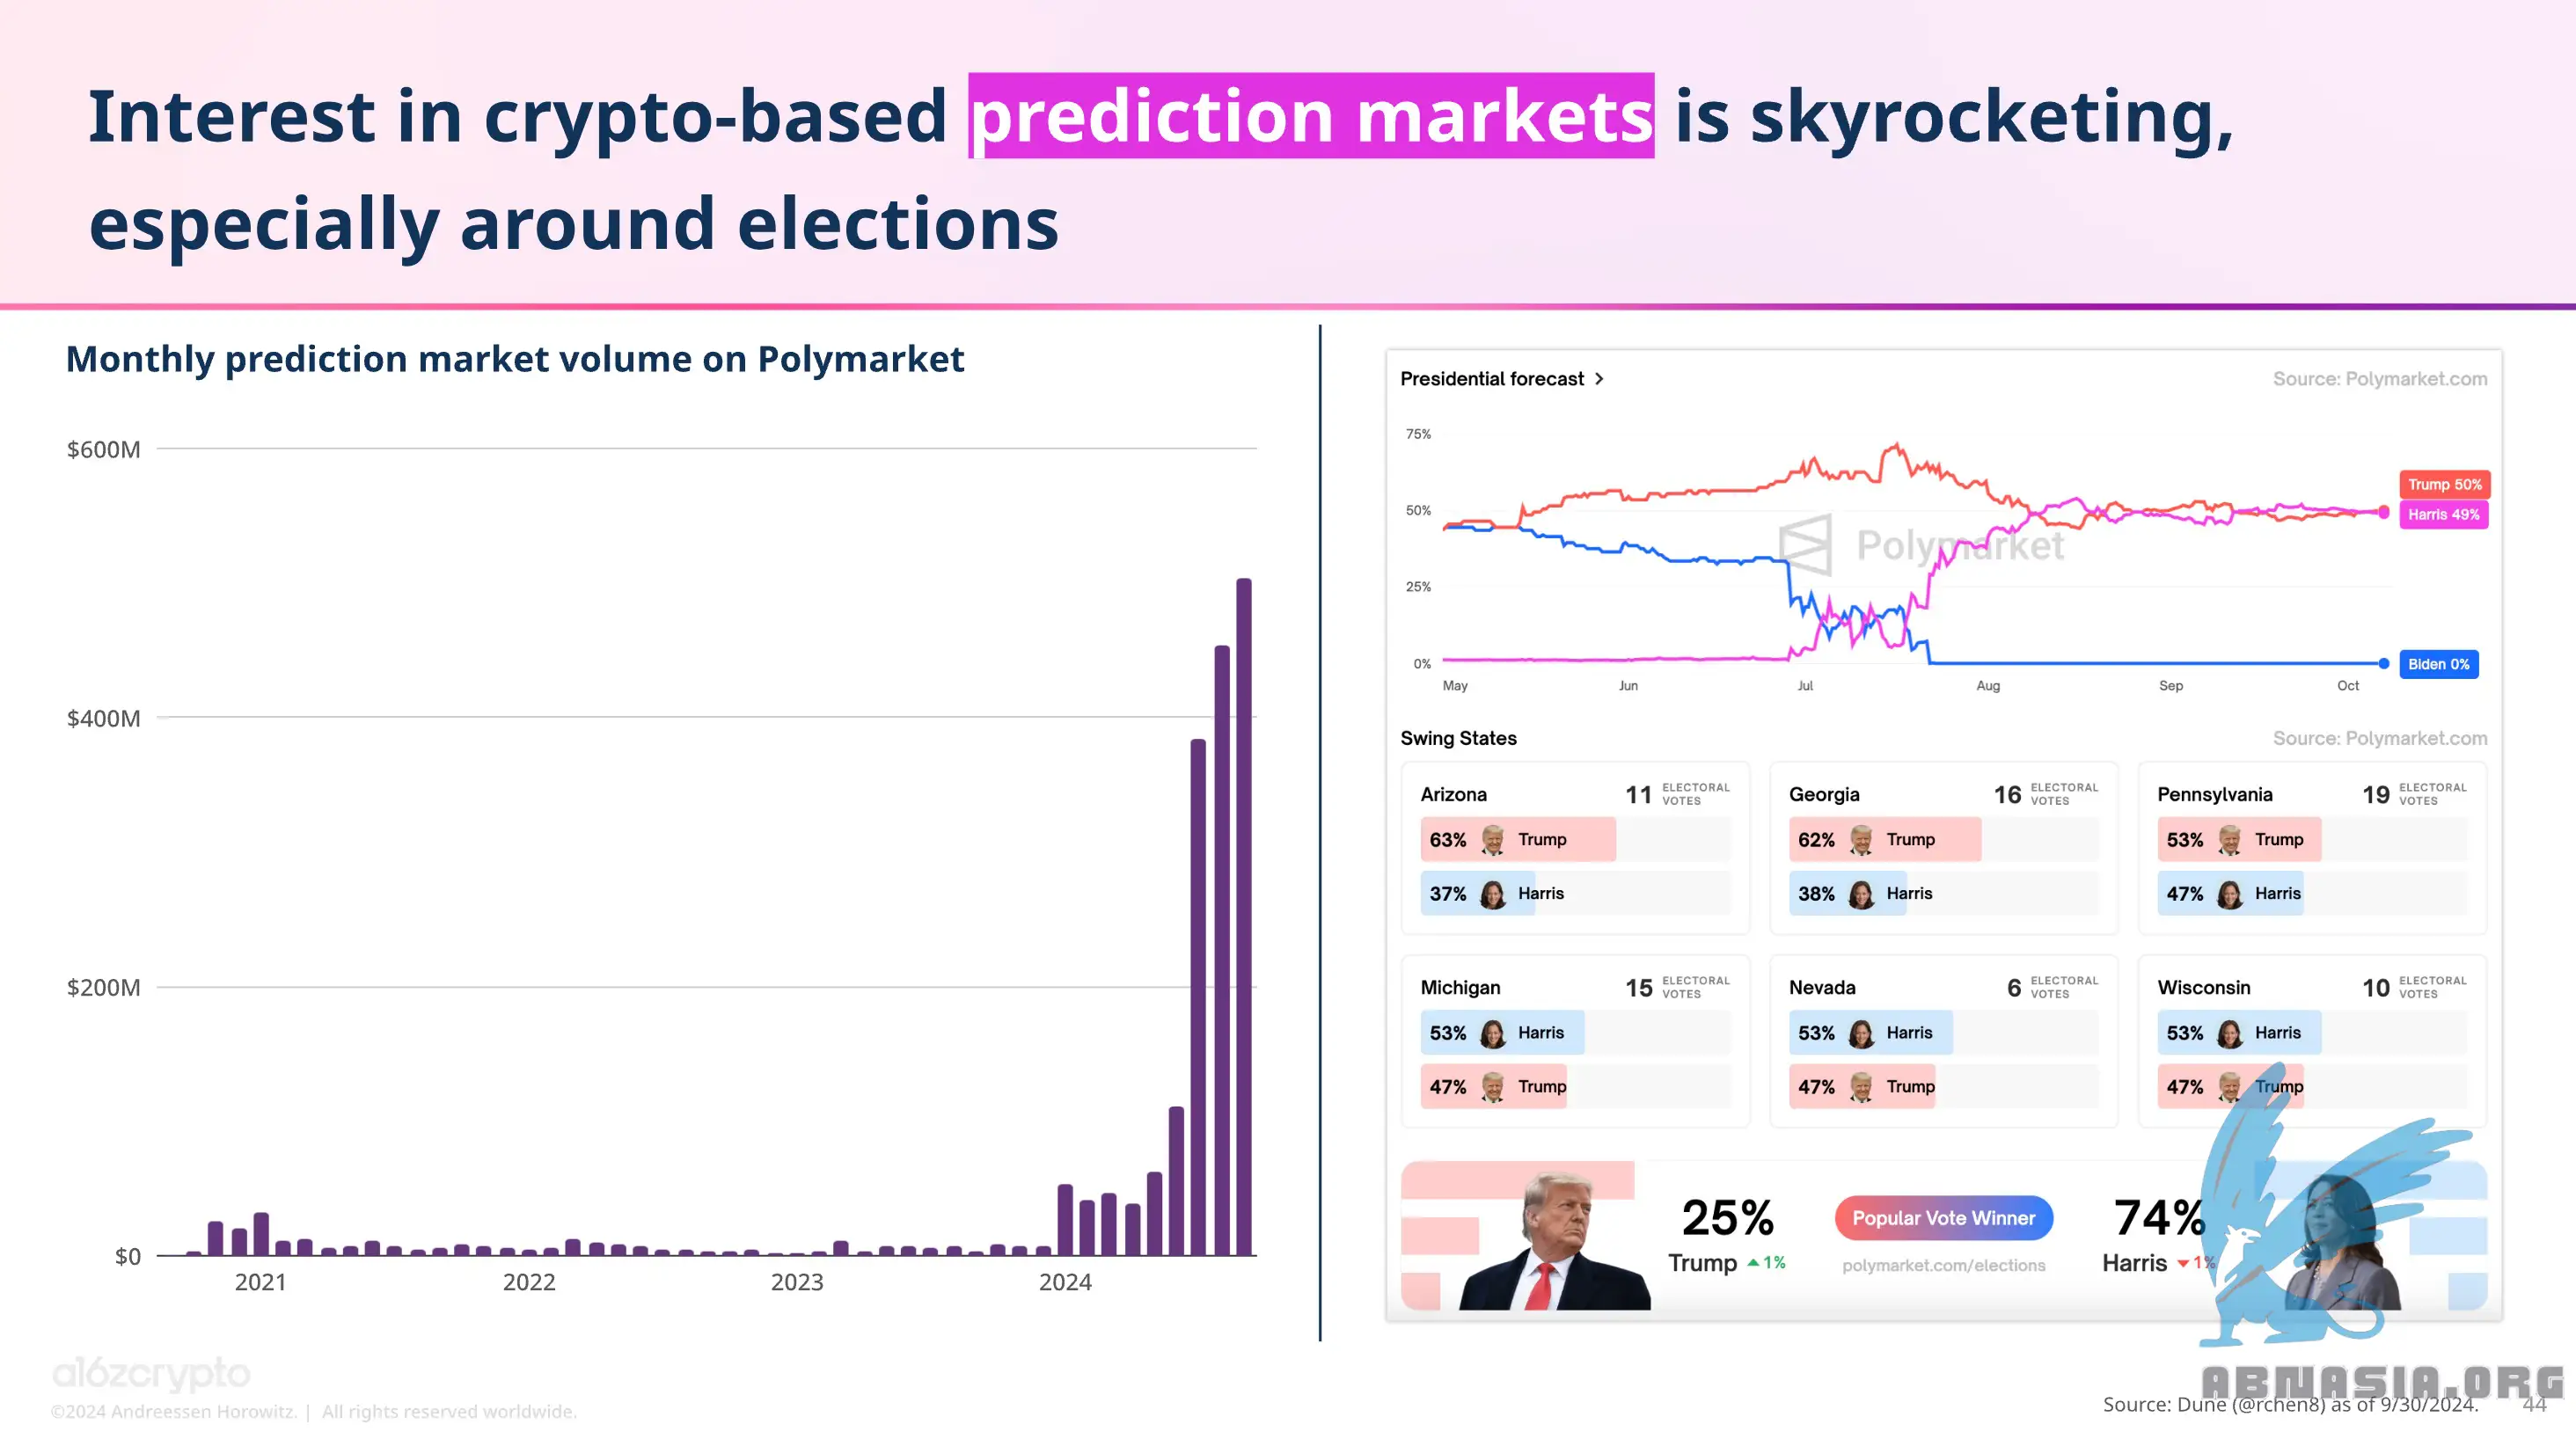 Interest in crypto-based prediction markets is skyrocketing,
especially around elections
Monthly prediction market volume on Polymarket
$600M
$400M
$200M
$0
2021 2022 2023 2024
Presidential forecast > Source: Polymarket.com
75%
50%
25%
0%
Polymarket
Trump 50%
Harris 49%
Biden 0%
May Jun Jul Aug Sep Oct
Swing States Source: Polymarket.com
Arizona 11 ELECTORAL VOTES
63% Trump
37% Harris
Georgia 16 ELECTORAL VOTES
62% Trump
38% Harris
Pennsylvania 19 ELECTORAL VOTES
53% Trump
47% Harris
Michigan 15 ELECTORAL VOTES
53% Harris
47% Trump
Nevada 6 ELECTORAL VOTES
53% Harris
47% Trump
Wisconsin 10 ELECTORAL VOTES
53% Harris
47% Trump
25%
Trump ▲1%
Popular Vote Winner
polymarket.com/elections
74%
Harris ▼1%
a16zcrypto
©2024 Andreessen Horowitz. | All rights reserved worldwide.
ABNASIA.ORG
Source: Dune (@rchen8) as of 9/30/2024. 44